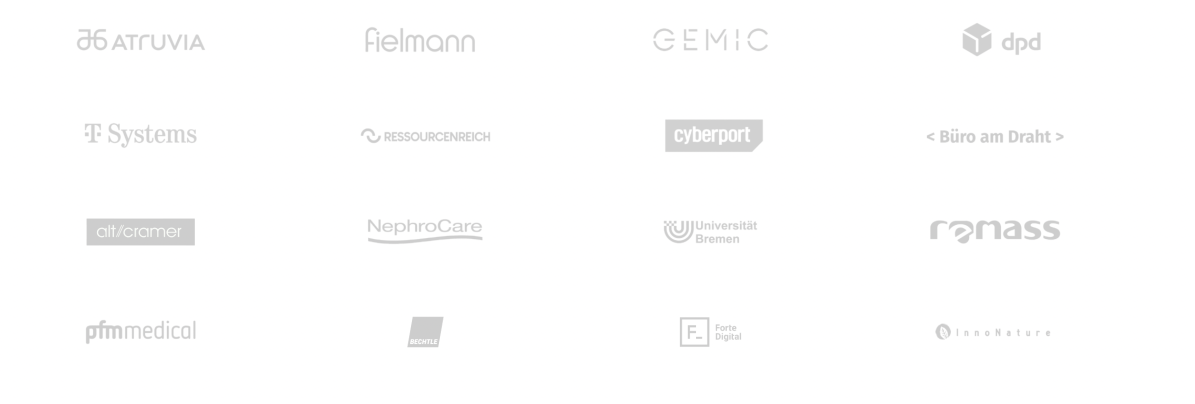 ATRUVIA
fielmann
GEMIC
dpd
T Systems
RESSOURCENREICH
cyberport
< Büro am Draht >
alt//cramer
NephroCare
Universität
Bremen
remass
pfmmedical
BECHTLE
F_
Forte
Digital
InnoNature